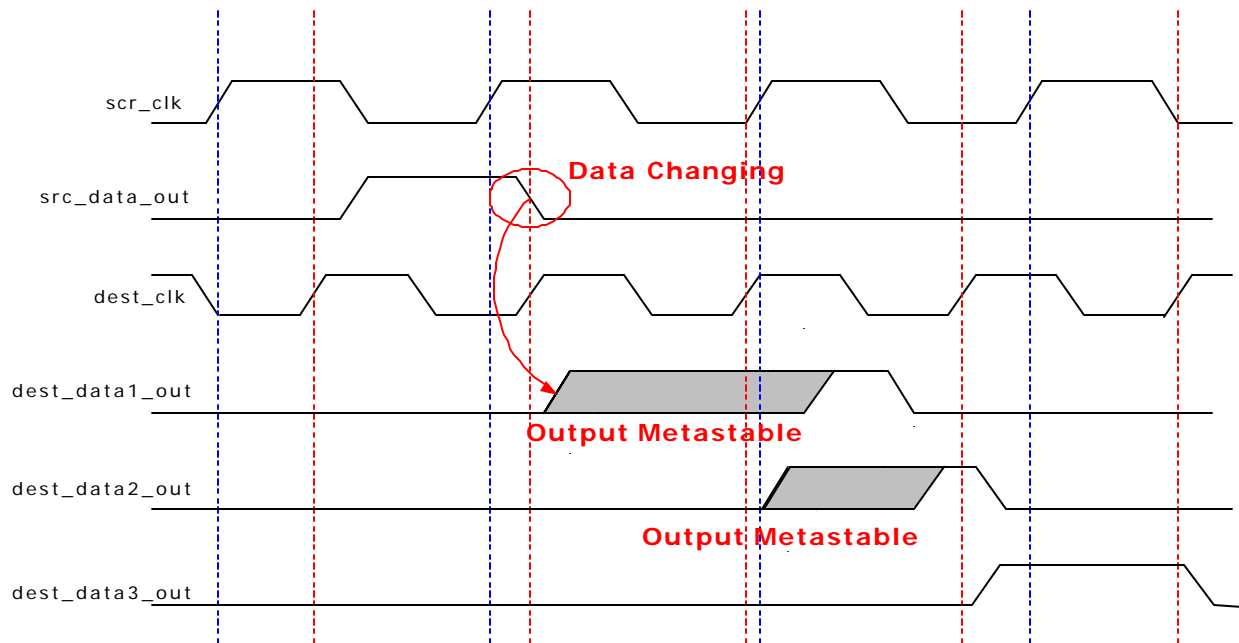 scr_clk
Data Changing
src_data_out
dest_clk
dest_data1_out
Output Metastable
dest_data2_out
Output Metastable
dest_data3_out